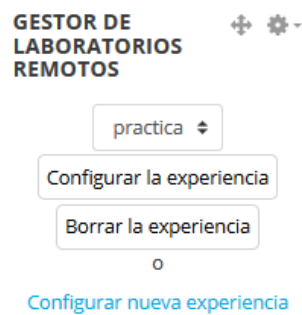 GESTOR DE
LABORATORIOS
REMOTOS
practica
Configurar la experiencia
Borrar la experiencia
o
Configurar nueva experiencia